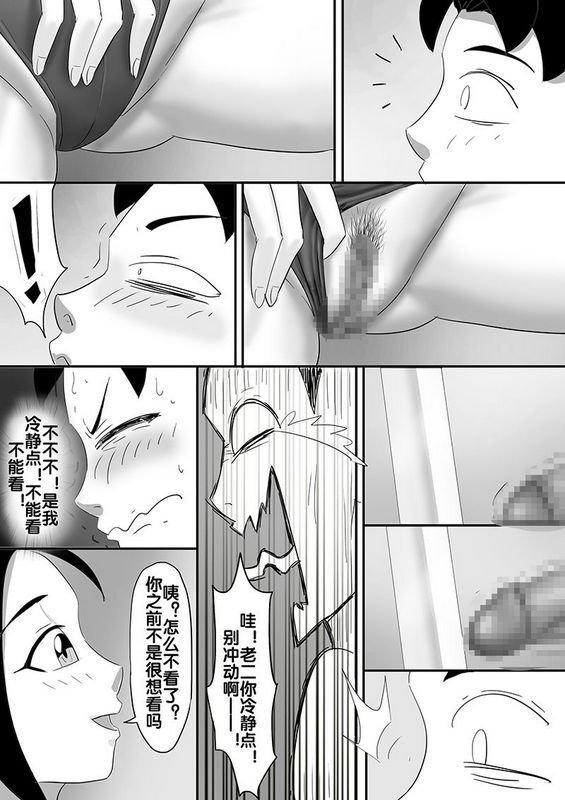 !
不不不！是我
冷静点！不能看
不能看！
哇！老二你冷静点！
别冲动啊——！
咦？怎么不看了？
你之前不是很想看吗